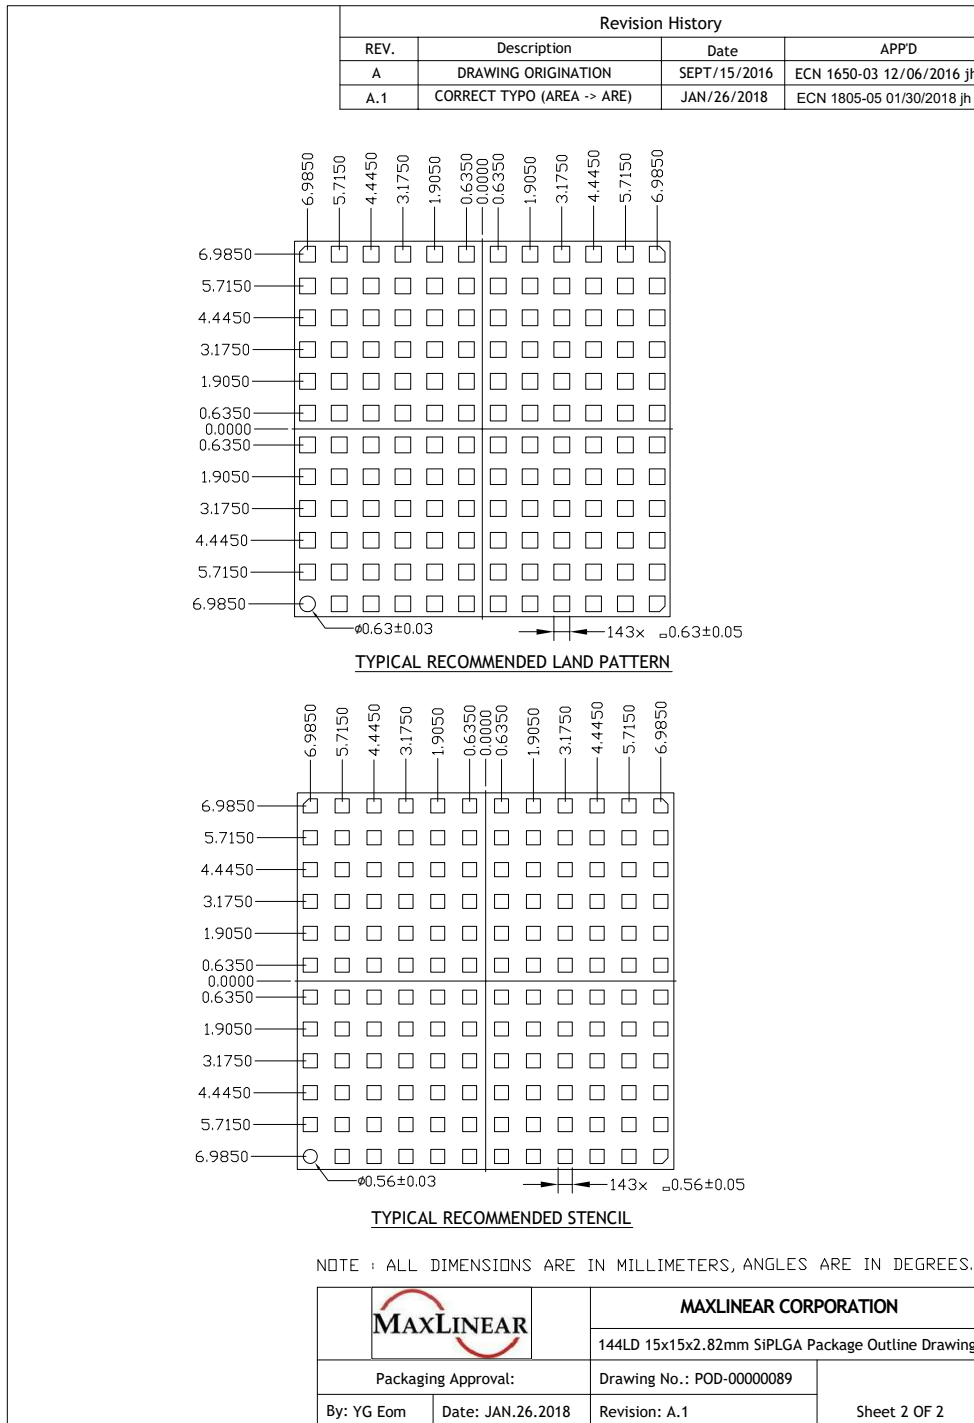 Revision History
REV. Description Date APP'D
A DRAWING ORIGINATION SEPT/15/2016 ECN 1650-03 12/06/2016 jh
A.1 CORRECT TYPO (AREA -> ARE) JAN/26/2018 ECN 1805-05 01/30/2018 jh
6.9850 5.7150 4.4450 3.1750 1.9050 0.6350 0.0000 0.6350 1.9050 3.1750 4.4450 5.7150 6.9850
6.9850
5.7150
4.4450
3.1750
1.9050
0.6350
0.0000
0.6350
1.9050
3.1750
4.4450
5.7150
6.9850
ø0.63±0.03 143x □0.63±0.05
TYPICAL RECOMMENDED LAND PATTERN
6.9850 5.7150 4.4450 3.1750 1.9050 0.6350 0.0000 0.6350 1.9050 3.1750 4.4450 5.7150 6.9850
6.9850
5.7150
4.4450
3.1750
1.9050
0.6350
0.0000
0.6350
1.9050
3.1750
4.4450
5.7150
6.9850
ø0.56±0.03 143x □0.56±0.05
TYPICAL RECOMMENDED STENCIL
NOTE : ALL DIMENSIONS ARE IN MILLIMETERS, ANGLES ARE IN DEGREES.
MAXLINEAR
MAXLINEAR CORPORATION
144LD 15x15x2.82mm SiPLGA Package Outline Drawing
Packaging Approval: Drawing No.: POD-00000089
By: YG Eom Date: JAN.26.2018 Revision: A.1 Sheet 2 OF 2